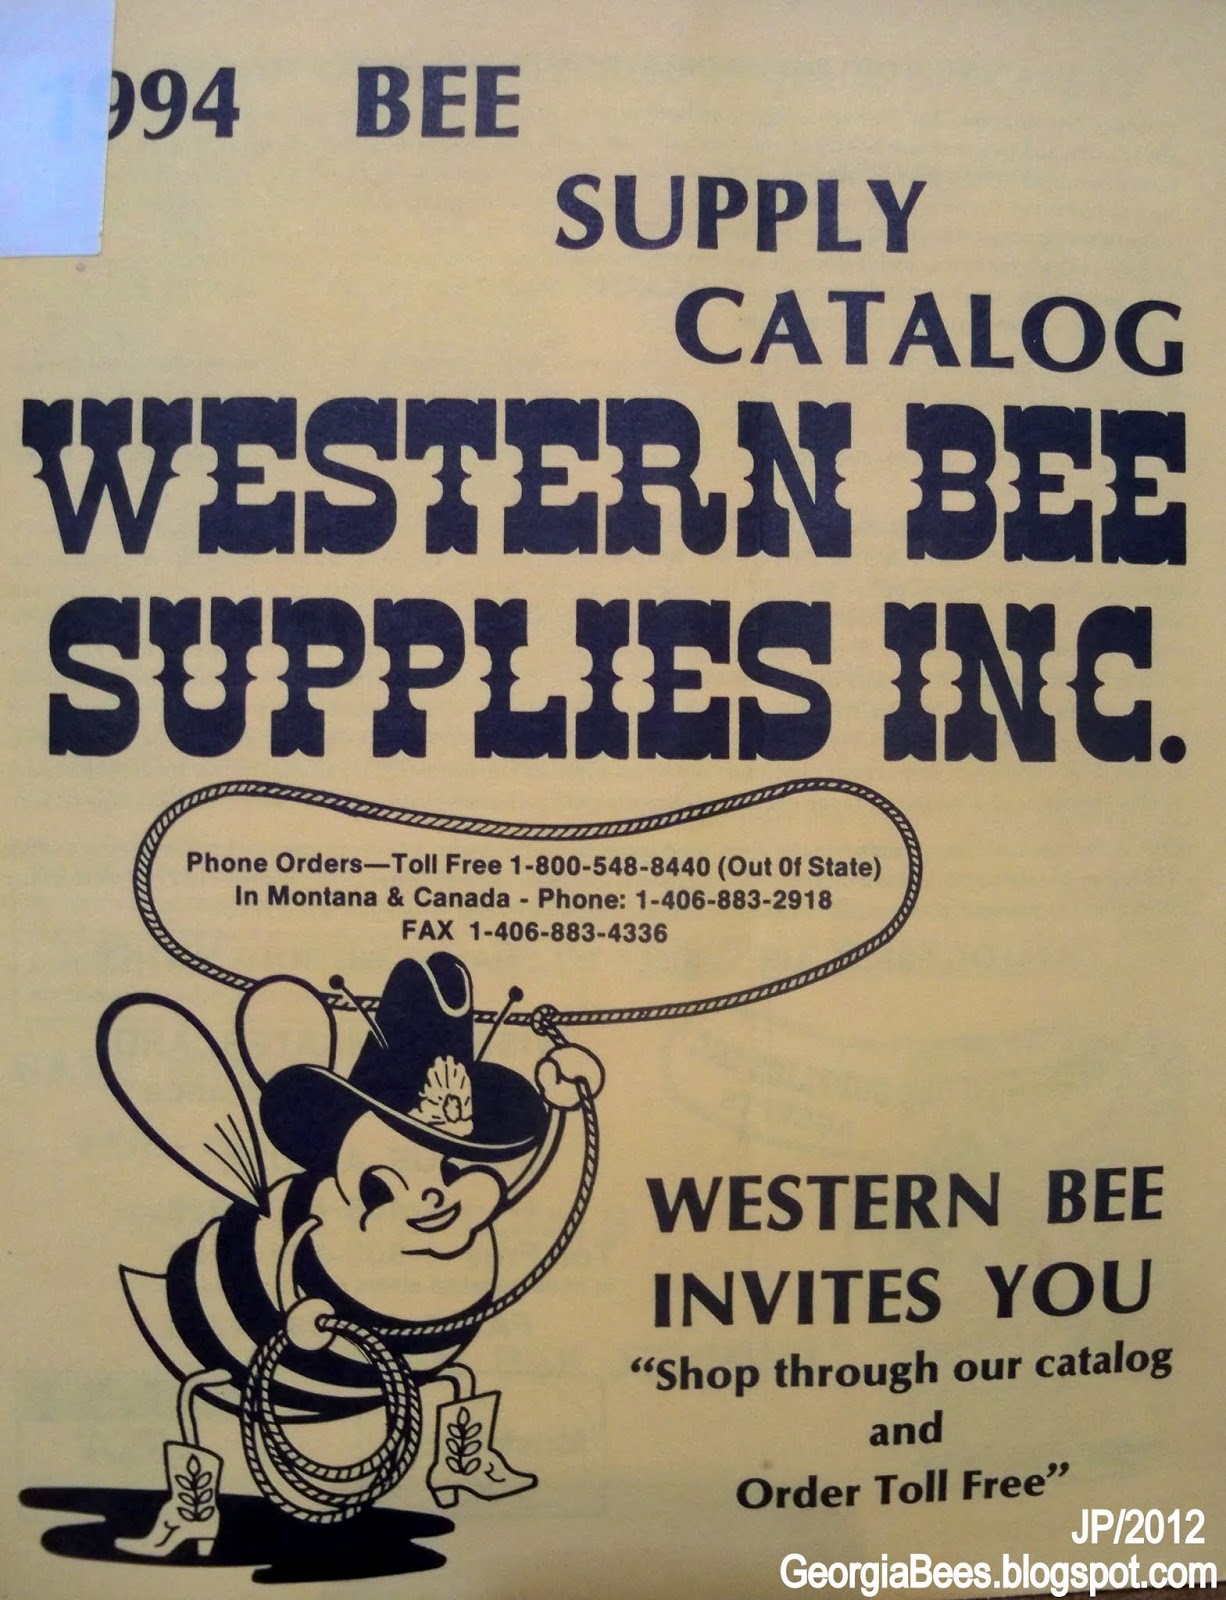 1994 BEE
SUPPLY
CATALOG
WESTERN BEE
SUPPLIES INC.
Phone Orders—Toll Free 1-800-548-8440 (Out Of State)
In Montana & Canada - Phone: 1-406-883-2918
FAX 1-406-883-4336
WESTERN BEE
INVITES YOU
“Shop through our catalog
and
Order Toll Free”
JP/2012
GeorgiaBees.blogspot.com